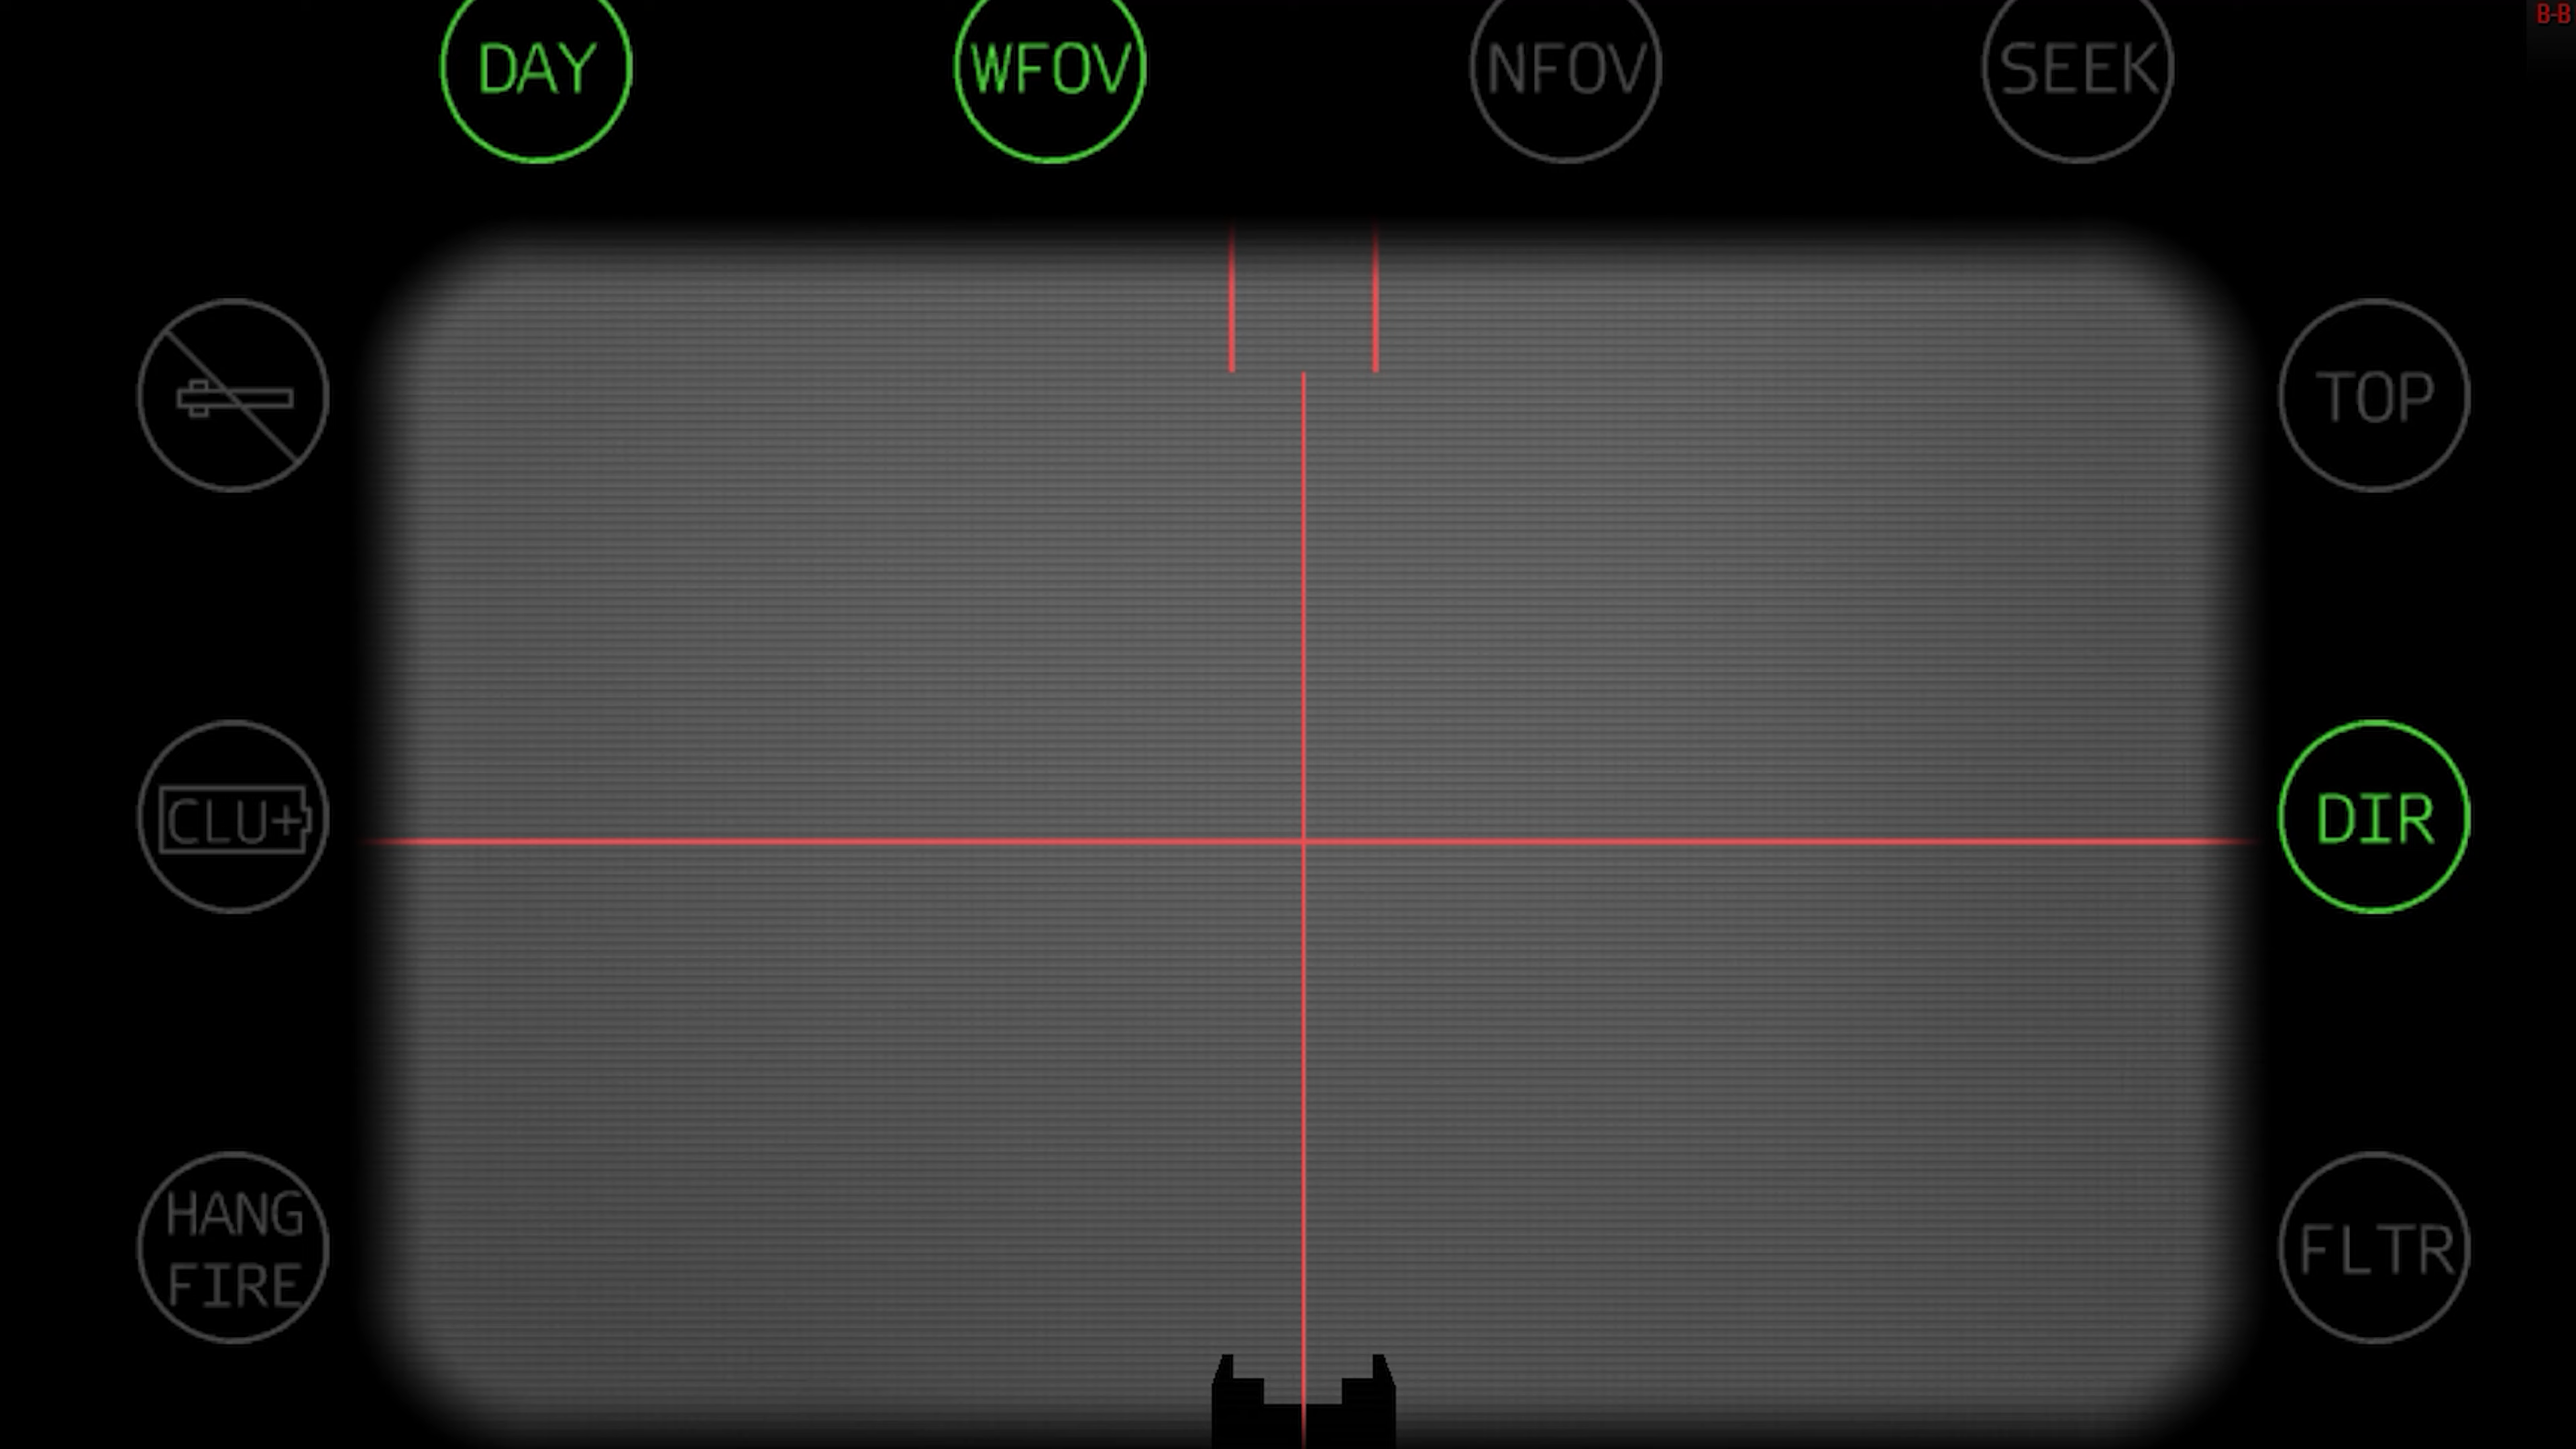 DAY
WFOV
NFOV
SEEK
B-B
TOP
CLU+
DIR
HANG
FIRE
FLTR